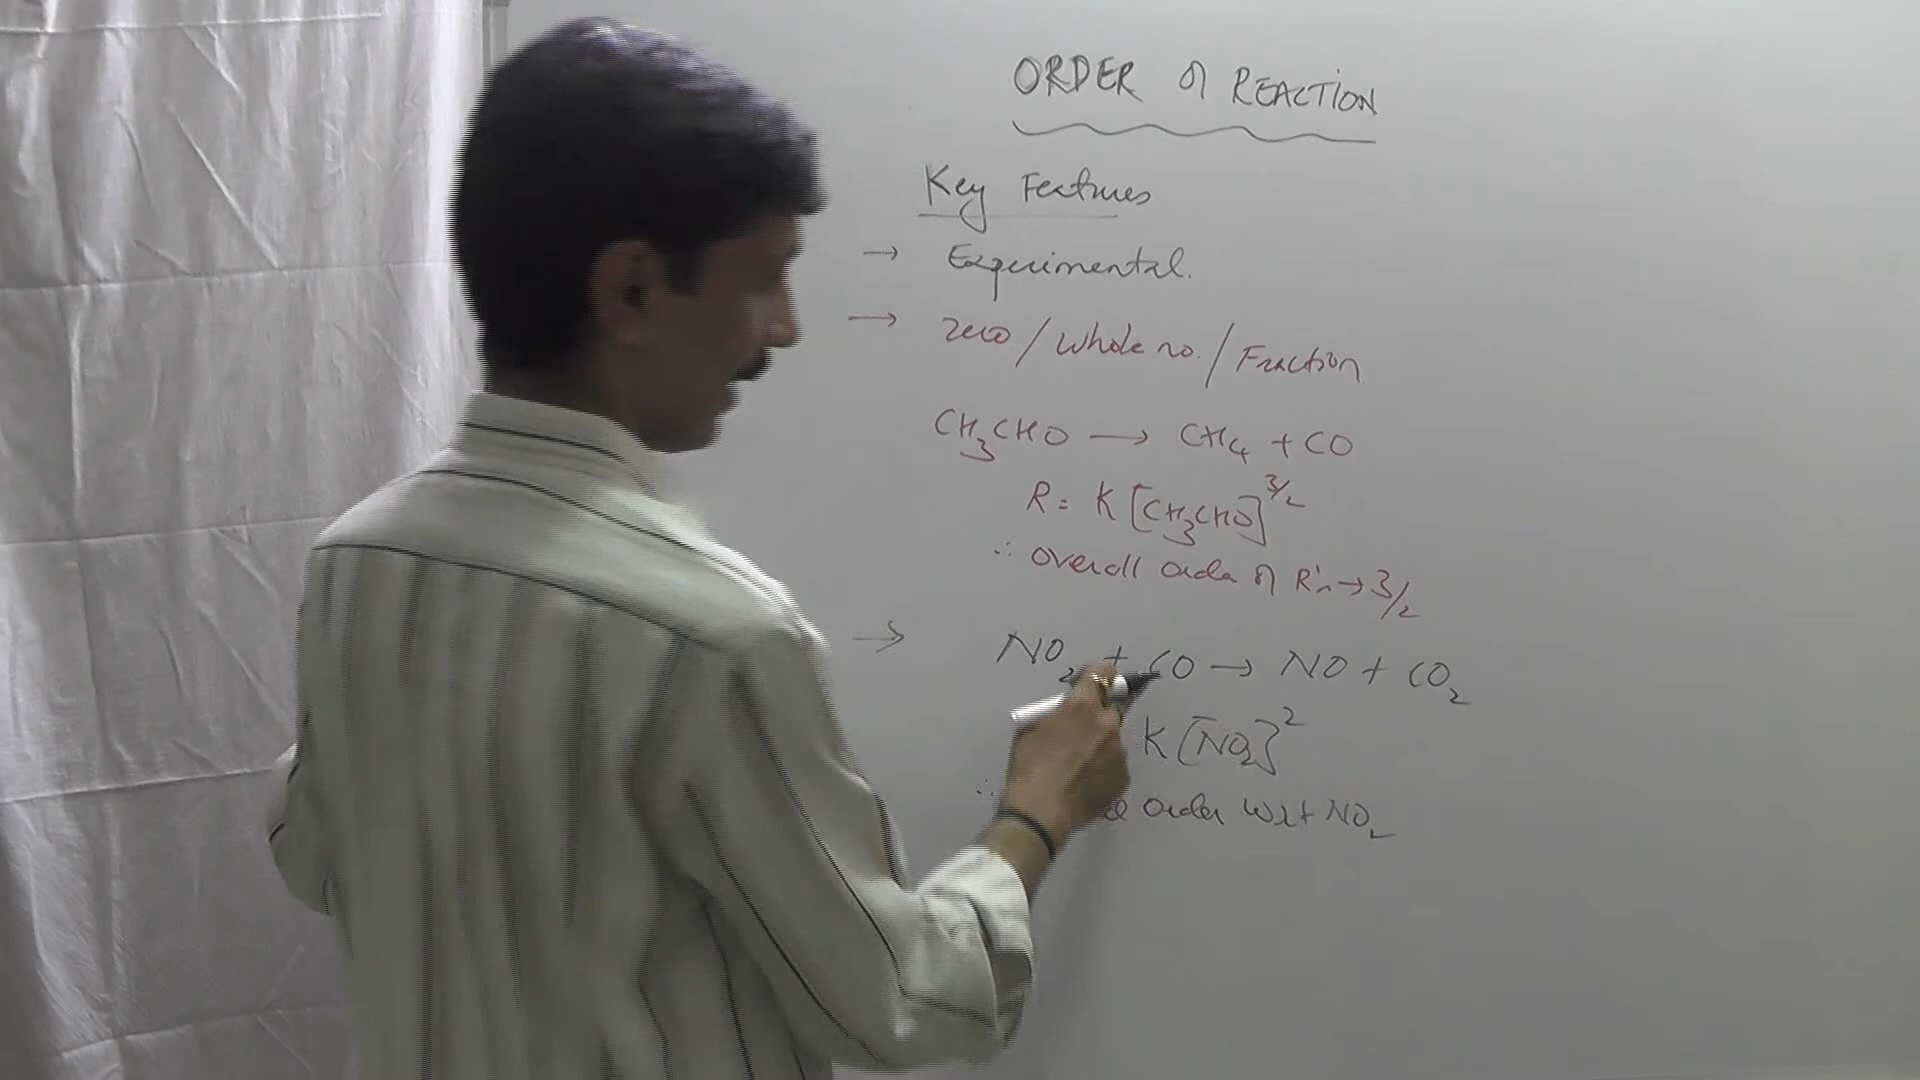 ORDER of REACTION
Key Features
→ Experimental.
→ zero / whole no. / Fraction
CH₃CHO → CH₄ + CO
R = K [CH₃CHO]^3/2
∴ overall order of R'n → 3/2
→ NO₂ + CO → NO + CO₂
K [NO₂]²
∴ order wrt NO₂